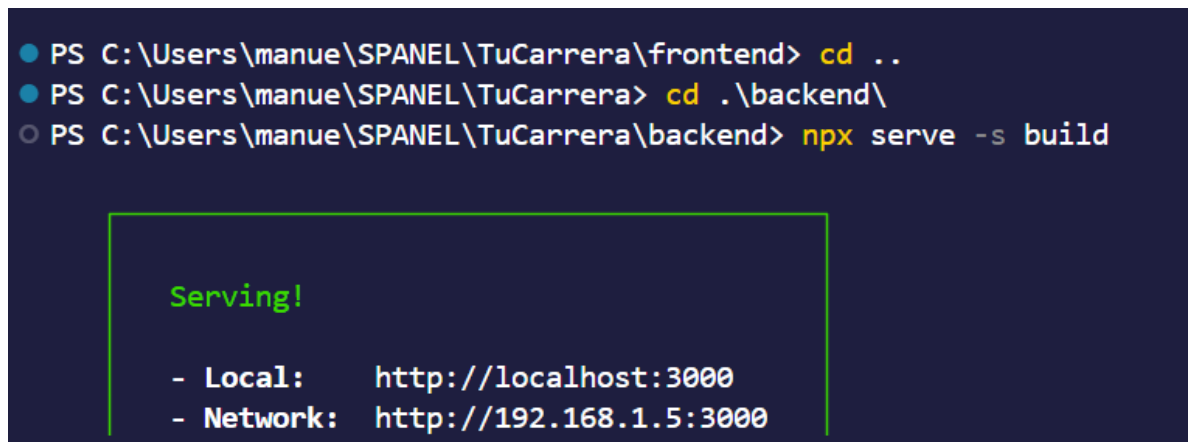 PS C:\Users\manue\SPANEL\TuCarrera\frontend> cd ..
PS C:\Users\manue\SPANEL\TuCarrera> cd .\backend\
PS C:\Users\manue\SPANEL\TuCarrera\backend> npx serve -s build
Serving!
- Local: http://localhost:3000
- Network: http://192.168.1.5:3000